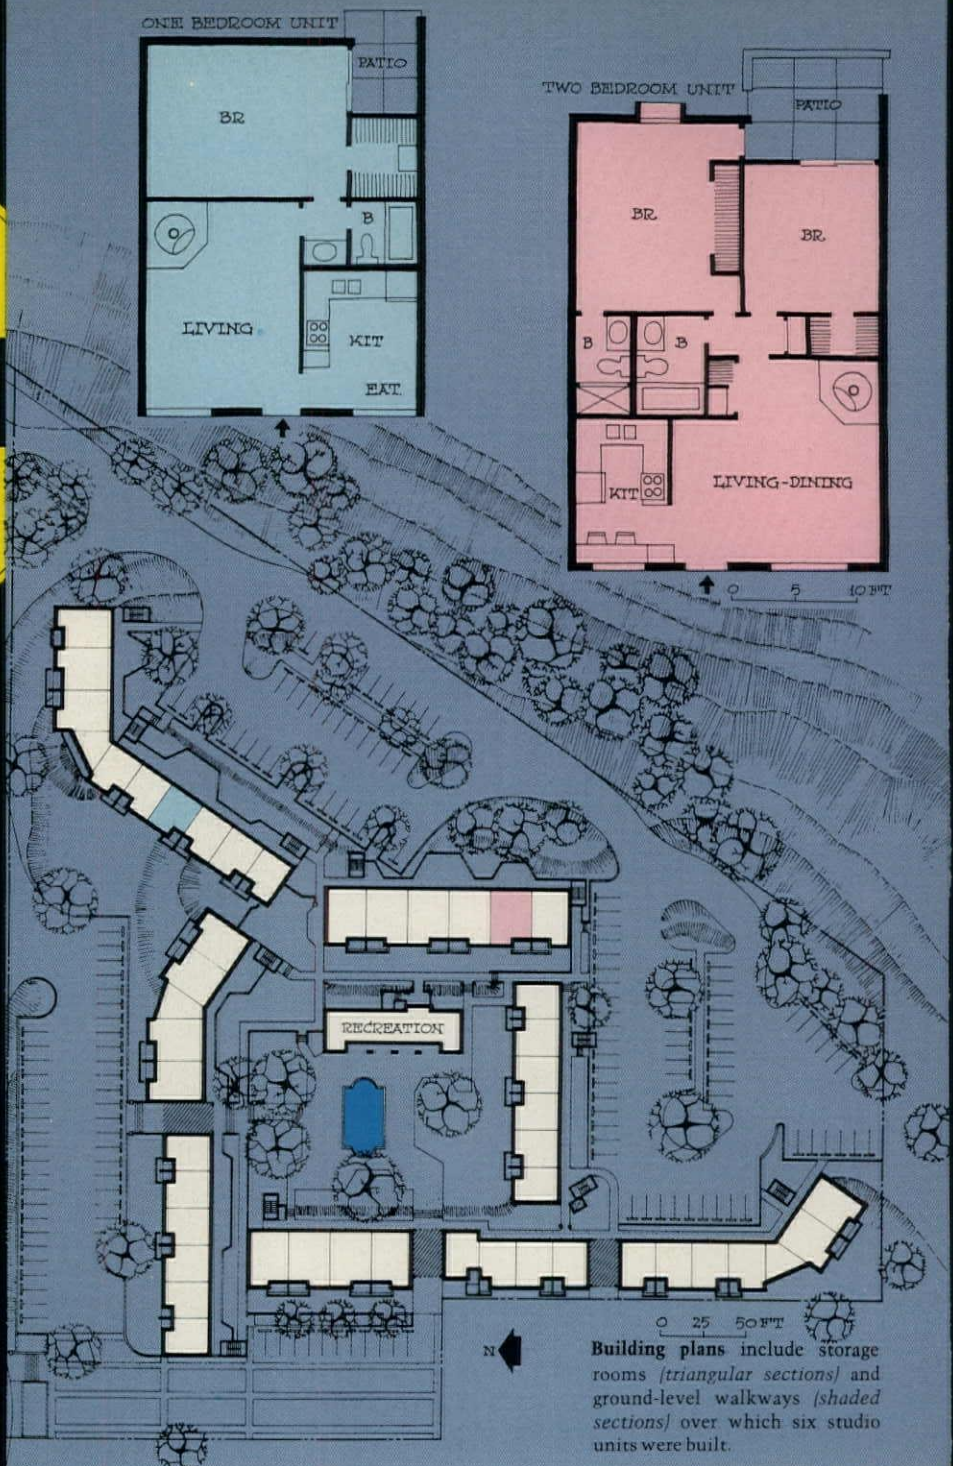 ONE BEDROOM UNIT
PATIO
BR
B
LIVING
KIT
EAT.
TWO BEDROOM UNIT
PATIO
BR
BR
B
B
KIT
LIVING-DINING
0 5 10 FT
RECREATION
N
0 25 50 FT
Building plans include storage
rooms (triangular sections) and
ground-level walkways (shaded
sections) over which six studio
units were built.